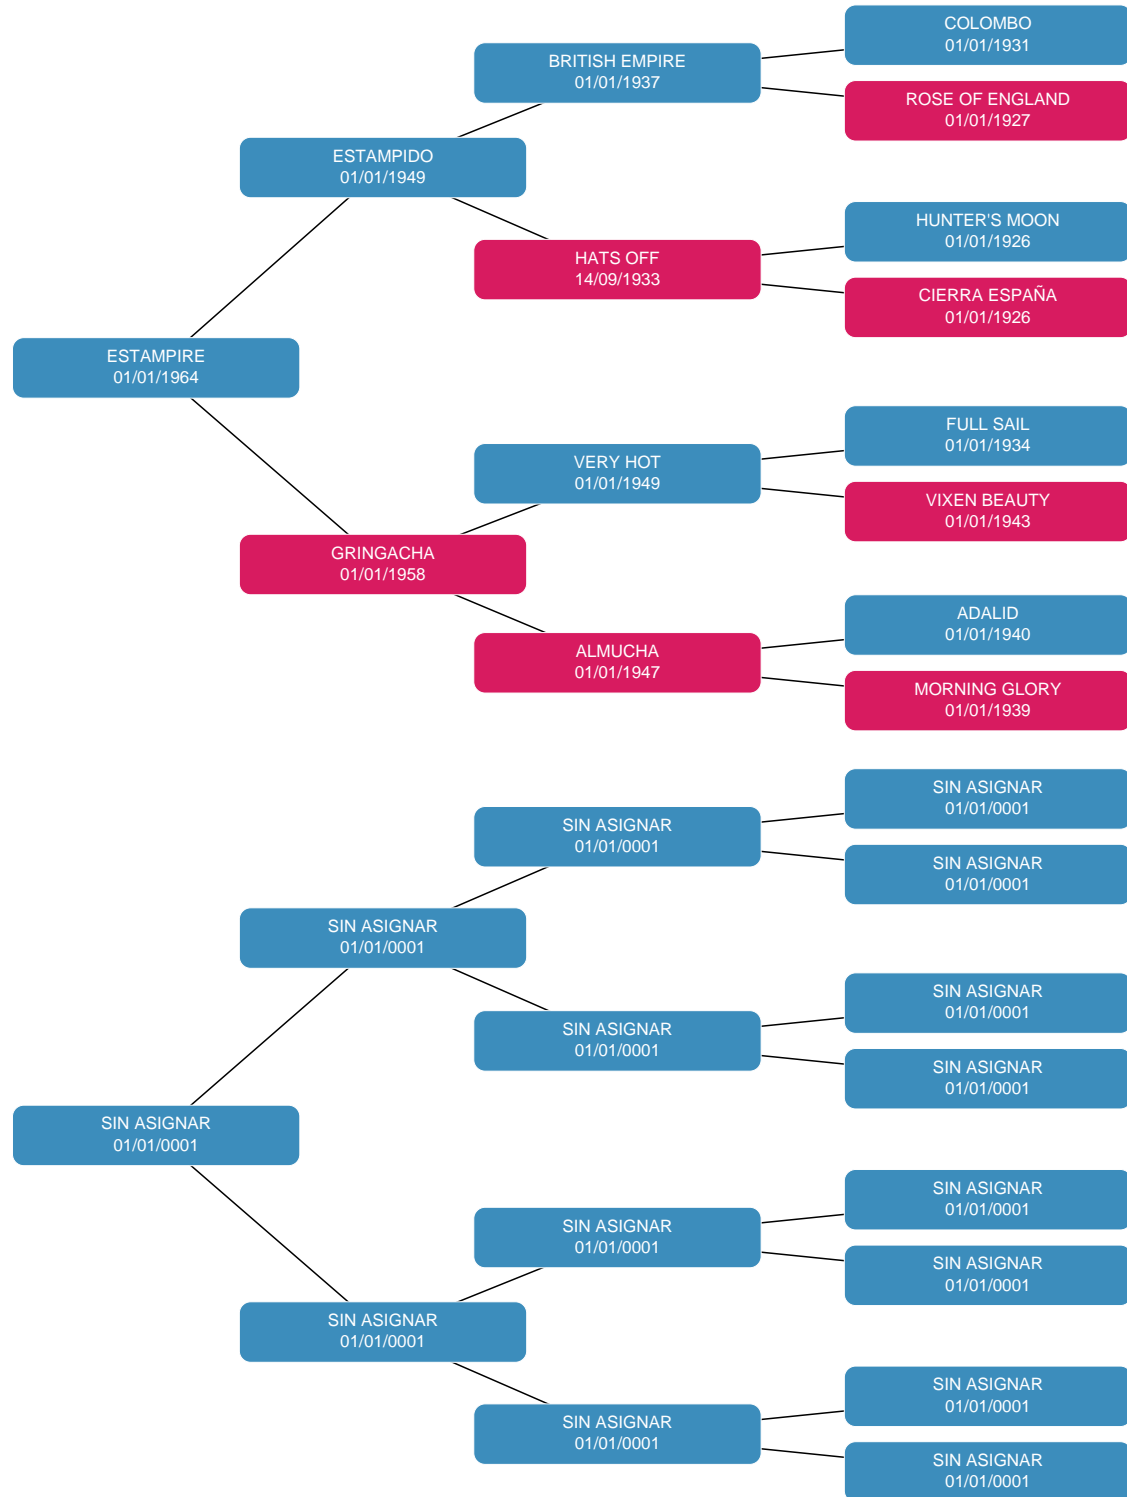 COLOMBO
01/01/1931
BRITISH EMPIRE
01/01/1937
ROSE OF ENGLAND
01/01/1927
ESTAMPIDO
01/01/1949
HUNTER'S MOON
01/01/1926
HATS OFF
14/09/1933
CIERRA ESPAÑA
01/01/1926
ESTAMPIRE
01/01/1964
FULL SAIL
01/01/1934
VERY HOT
01/01/1949
VIXEN BEAUTY
01/01/1943
GRINGACHA
01/01/1958
ADALID
01/01/1940
ALMUCHA
01/01/1947
MORNING GLORY
01/01/1939
SIN ASIGNAR
01/01/0001
SIN ASIGNAR
01/01/0001
SIN ASIGNAR
01/01/0001
SIN ASIGNAR
01/01/0001
SIN ASIGNAR
01/01/0001
SIN ASIGNAR
01/01/0001
SIN ASIGNAR
01/01/0001
SIN ASIGNAR
01/01/0001
SIN ASIGNAR
01/01/0001
SIN ASIGNAR
01/01/0001
SIN ASIGNAR
01/01/0001
SIN ASIGNAR
01/01/0001
SIN ASIGNAR
01/01/0001
SIN ASIGNAR
01/01/0001
SIN ASIGNAR
01/01/0001